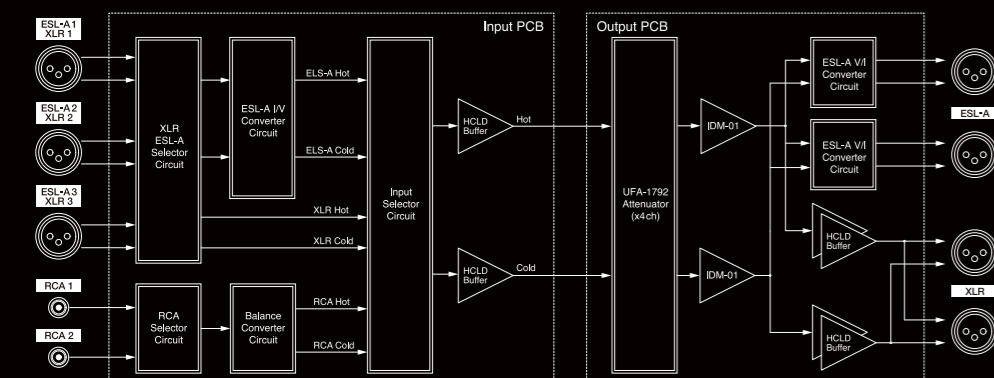 ESL-A1
XLR 1
ESL-A2
XLR 2
ESL-A3
XLR 3
RCA 1
RCA 2
Input PCB
XLR
ESL-A
Selector
Circuit
ESL-A I/V
Converter
Circuit
ELS-A Hot
ELS-A Cold
XLR Hot
XLR Cold
RCA
Selector
Circuit
Balance
Converter
Circuit
RCA Hot
RCA Cold
Input
Selector
Circuit
HCLD
Buffer
Hot
HCLD
Buffer
Cold
Output PCB
UFA-1792
Attenuator
(x4ch)
IDM-01
IDM-01
ESL-A V/I
Converter
Circuit
ESL-A V/I
Converter
Circuit
HCLD
Buffer
HCLD
Buffer
ESL-A
XLR